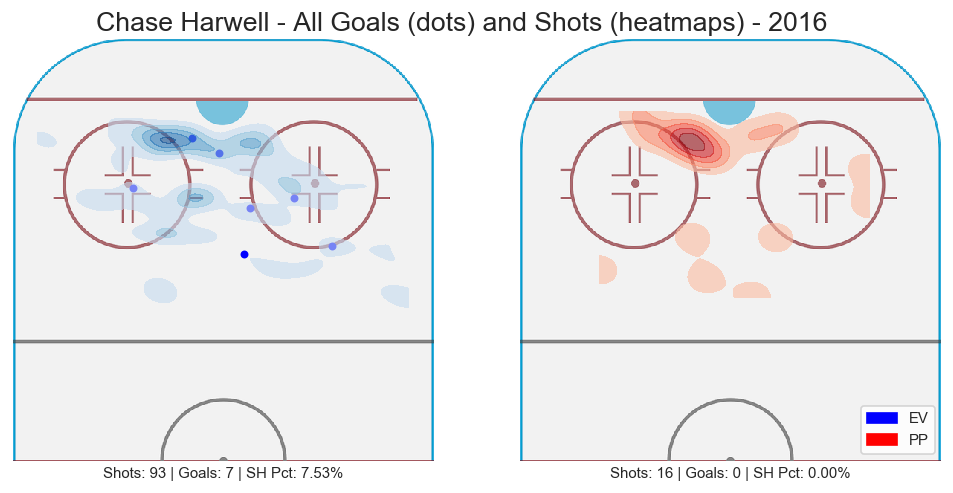 Chase Harwell - All Goals (dots) and Shots (heatmaps) - 2016
EV
PP
Shots: 93 | Goals: 7 | SH Pct: 7.53%
Shots: 16 | Goals: 0 | SH Pct: 0.00%